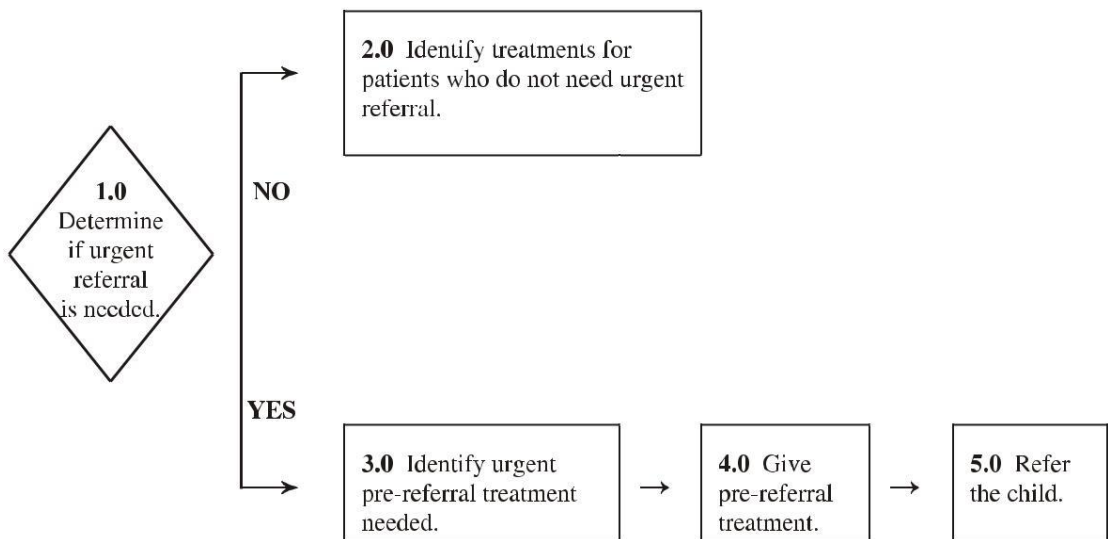 1.0
Determine
if urgent
referral
is needed.
NO
2.0 Identify treatments for
patients who do not need urgent
referral.
YES
3.0 Identify urgent
pre-referral treatment
needed.
4.0 Give
pre-referral
treatment.
5.0 Refer
the child.